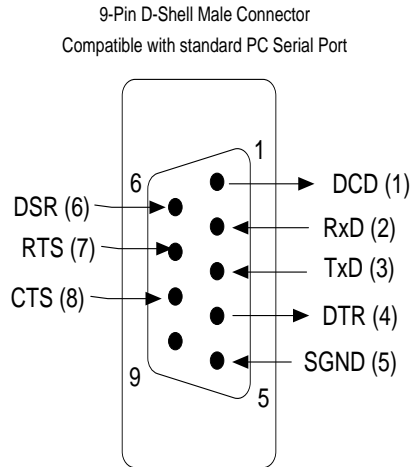 9-Pin D-Shell Male Connector
Compatible with standard PC Serial Port
1
6
DCD (1)
DSR (6)
RxD (2)
RTS (7)
TxD (3)
CTS (8)
DTR (4)
SGND (5)
9
5